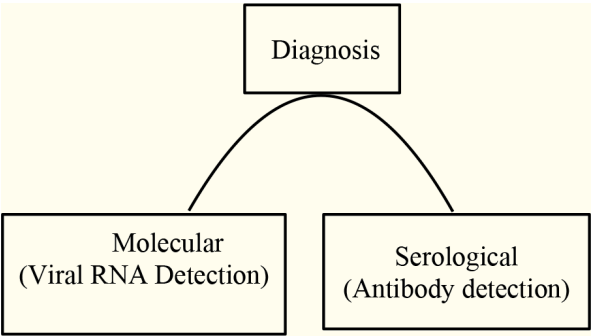 Diagnosis
Molecular
(Viral RNA Detection)
Serological
(Antibody detection)